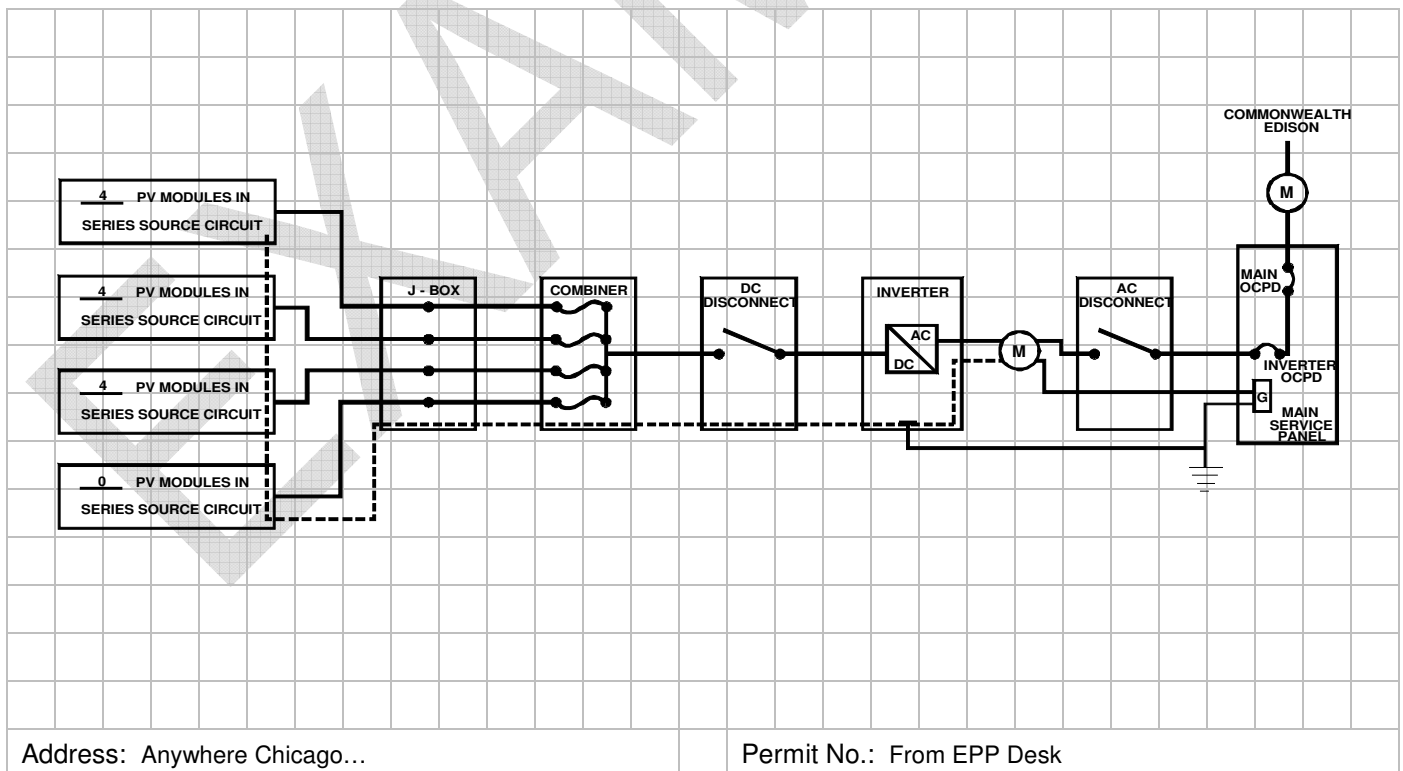 COMMONWEALTH
EDISON
M
4 PV MODULES IN
SERIES SOURCE CIRCUIT
4 PV MODULES IN
SERIES SOURCE CIRCUIT
4 PV MODULES IN
SERIES SOURCE CIRCUIT
0 PV MODULES IN
SERIES SOURCE CIRCUIT
J - BOX
COMBINER
DC
DISCONNECT
INVERTER
AC
DC
M
AC
DISCONNECT
MAIN
OCPD
INVERTER
OCPD
G
MAIN
SERVICE
PANEL
Address: Anywhere Chicago…
Permit No.: From EPP Desk